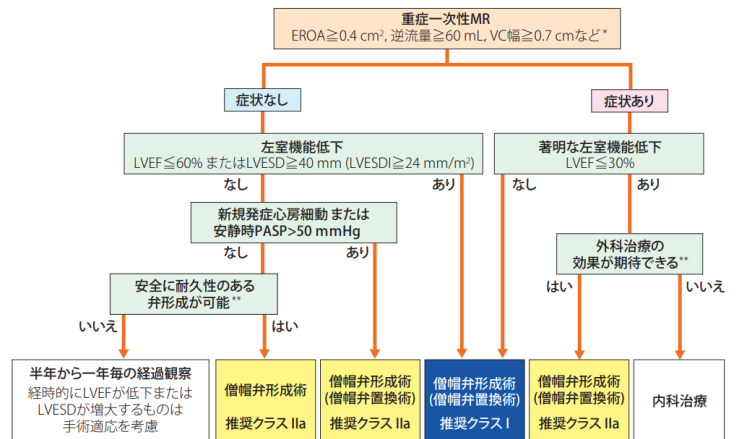 重症一次性MR
EROA≧0.4 cm², 逆流量≧60 mL, VC幅≧0.7 cmなど*
症状なし
症状あり
左室機能低下
LVEF≦60% またはLVESD≧40 mm (LVESDI≧24 mm/m²)
著明な左室機能低下
LVEF≦30%
なし
あり
なし
あり
新規発症心房細動 または
安静時PASP>50 mmHg
なし
あり
外科治療の
効果が期待できる**
はい
いいえ
安全に耐久性のある
弁形成が可能**
いいえ
はい
半年から一年毎の経過観察
経時的にLVEFが低下または
LVESDが増大するものは
手術適応を考慮
僧帽弁形成術
推奨クラス IIa
僧帽弁形成術
(僧帽弁置換術)
推奨クラス IIa
僧帽弁形成術
(僧帽弁置換術)
推奨クラス I
僧帽弁形成術
(僧帽弁置換術)
推奨クラス IIa
内科治療